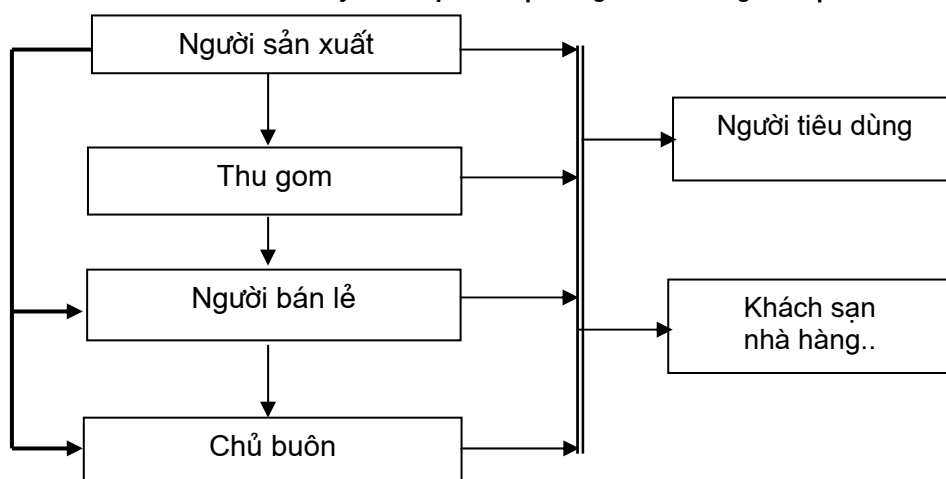 Người sản xuất
Người tiêu dùng
Thu gom
Người bán lẻ
Khách sạn
nhà hàng..
Chủ buôn